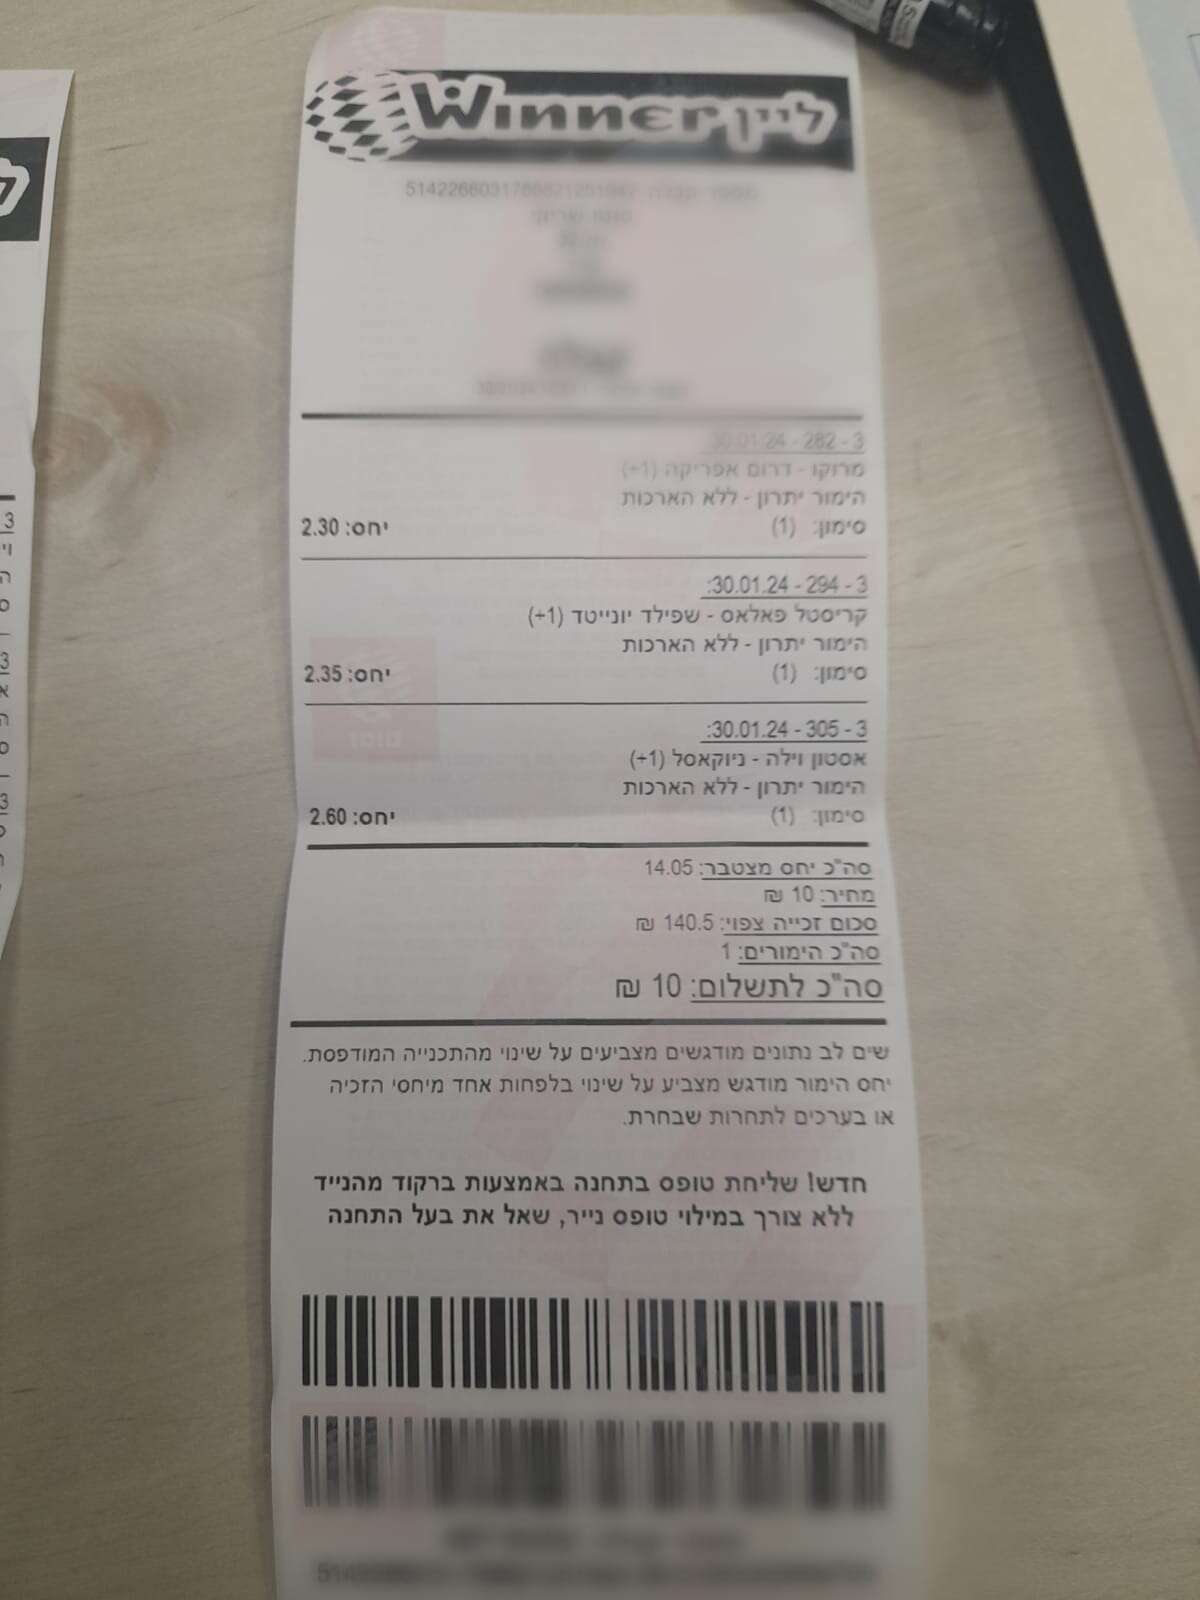 Winner ליין
3 - 282 - 30.01.24
מרוקו - דרום אפריקה (1+)
הימור יתרון - ללא הארכות
סימון: (1) יחס: 2.30
3 - 294 - 30.01.24:
קריסטל פאלאס - שפילד יונייטד (1+)
הימור יתרון - ללא הארכות
סימון: (1) יחס: 2.35
3 - 305 - 30.01.24:
אסטון וילה - ניוקאסל (1+)
הימור יתרון - ללא הארכות
סימון: (1) יחס: 2.60
סה"כ יחס מצטבר: 14.05
מחיר: 10 ₪
סכום זכייה צפוי: 140.5 ₪
סה"כ הימורים: 1
סה"כ לתשלום: 10 ₪
שים לב נתונים מודגשים מצביעים על שינוי מהתכנייה המודפסת.
יחס הימור מודגש מצביע על שינוי בלפחות אחד מיחסי הזכיה
או בערכים לתחרות שבחרת.
חדש! שליחת טופס בתחנה באמצעות ברקוד מהנייד
ללא צורך במילוי טופס נייר, שאל את בעל התחנה